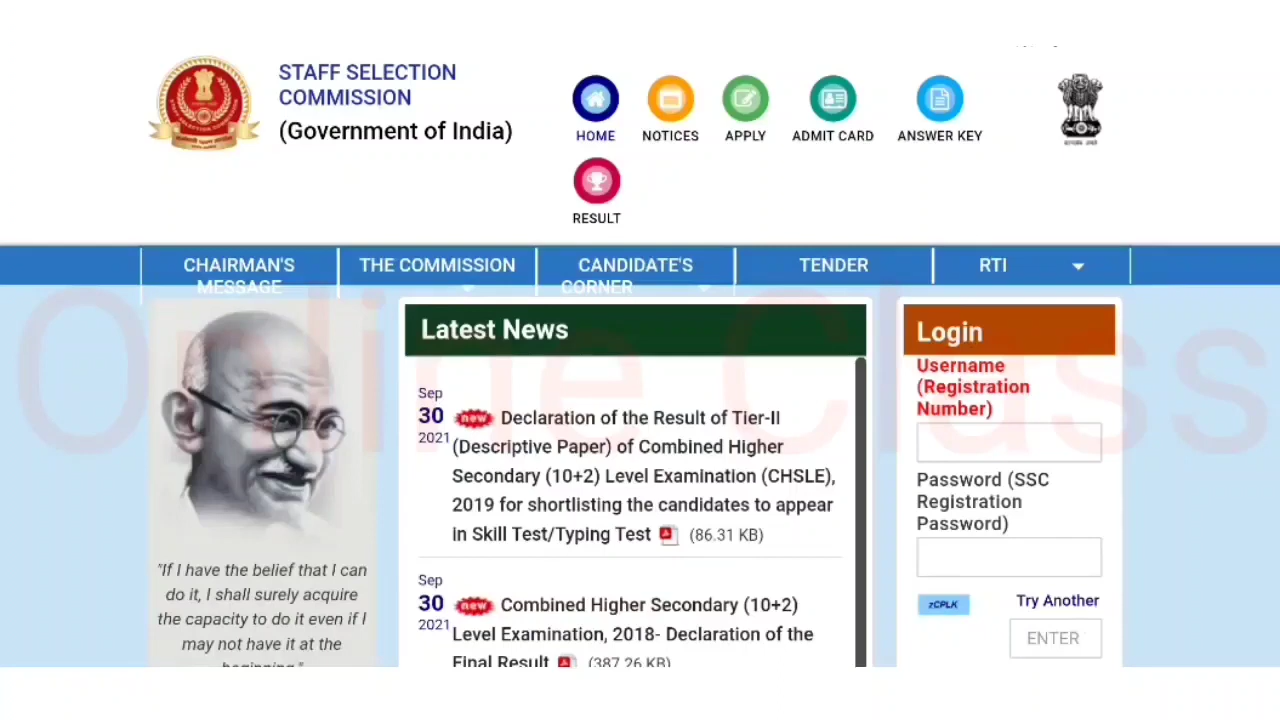 STAFF SELECTION
COMMISSION
(Government of India)
HOME
NOTICES
APPLY
ADMIT CARD
ANSWER KEY
RESULT
CHAIRMAN'S
MESSAGE
THE COMMISSION
CANDIDATE'S
CORNER
TENDER
RTI
Online Class
"If I have the belief that I can
do it, I shall surely acquire
the capacity to do it even if I
may not have it at the
beginning."
Latest News
Sep
30
2021
new Declaration of the Result of Tier-II
(Descriptive Paper) of Combined Higher
Secondary (10+2) Level Examination (CHSLE),
2019 for shortlisting the candidates to appear
in Skill Test/Typing Test (86.31 KB)
Sep
30
2021
new Combined Higher Secondary (10+2)
Level Examination, 2018- Declaration of the
Final Result (387.26 KB)
Login
Username
(Registration
Number)
Password (SSC
Registration
Password)
zCPLK
Try Another
ENTER